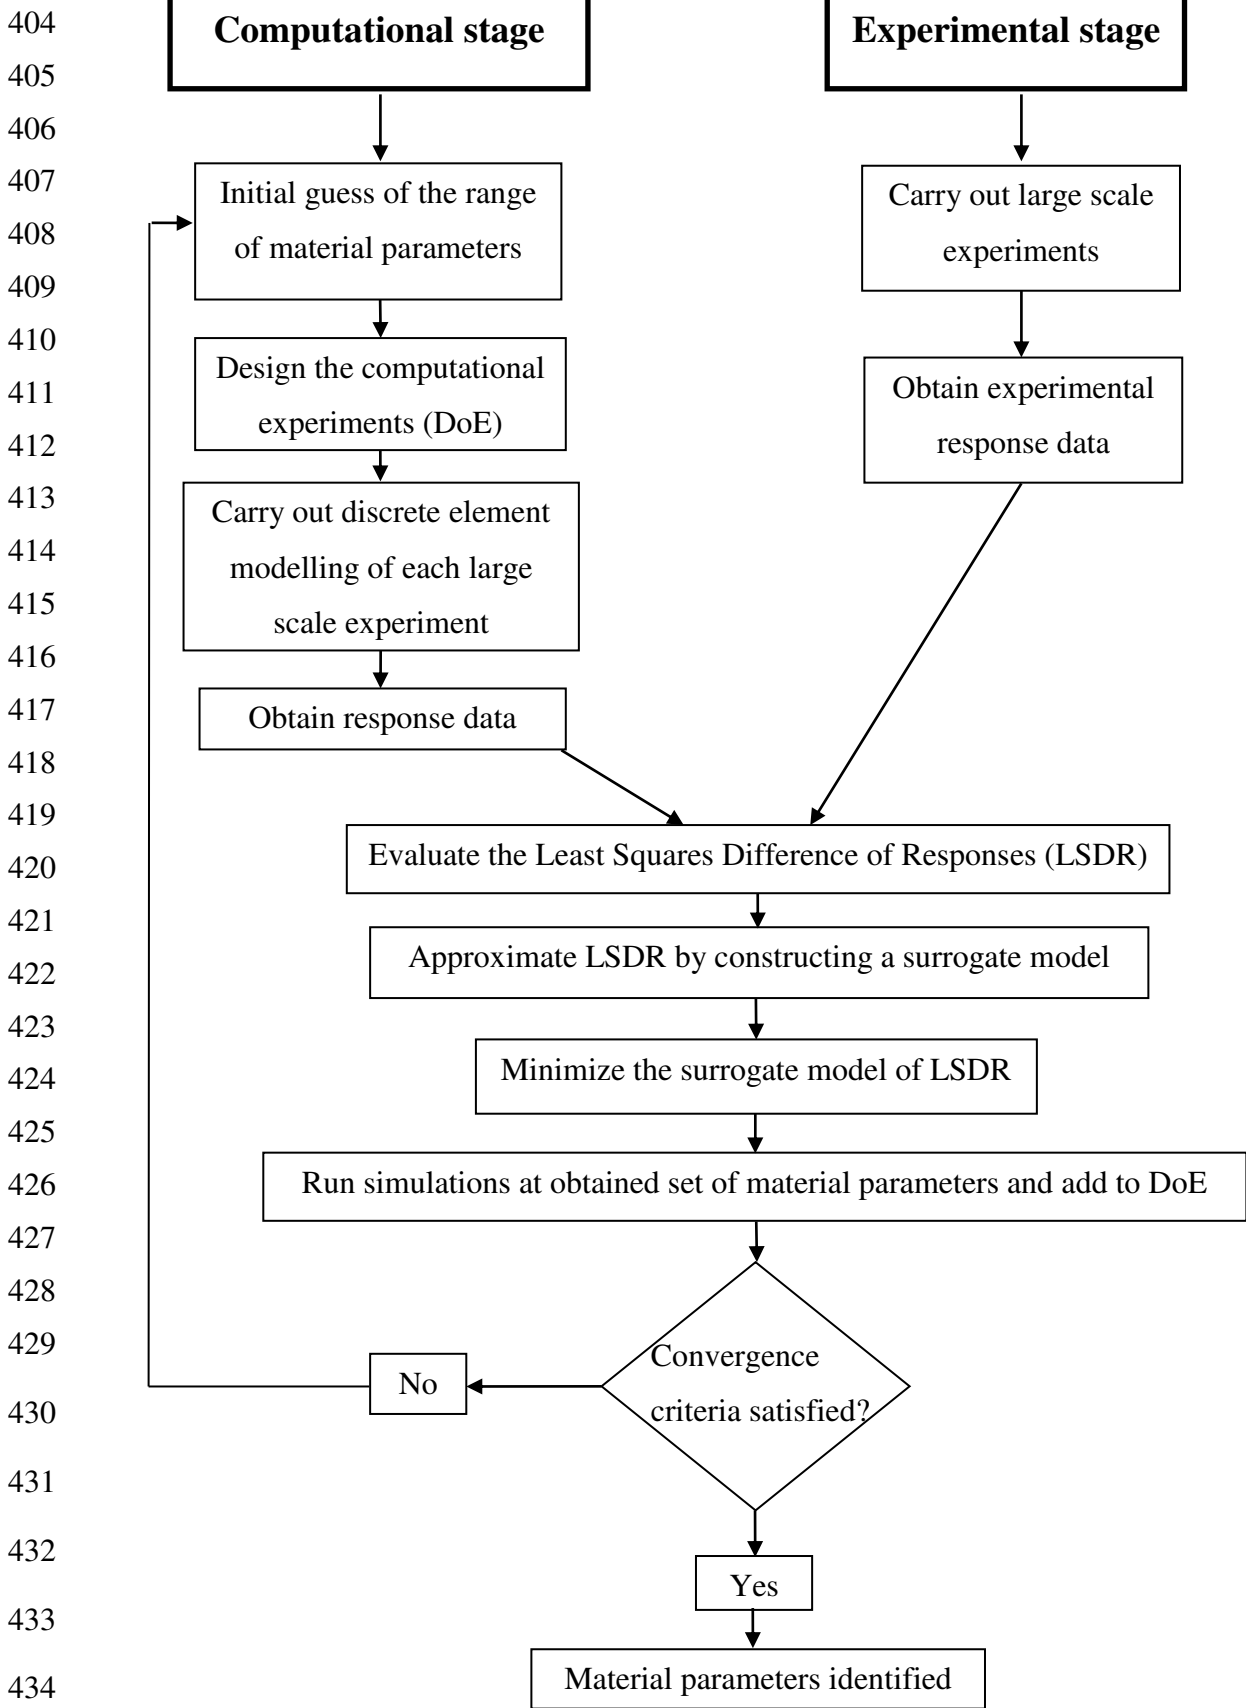 404
Computational stage
Experimental stage
405
406
407
Initial guess of the range
of material parameters
Carry out large scale
experiments
408
409
410
Design the computational
experiments (DoE)
411
Obtain experimental
response data
412
413
Carry out discrete element
modelling of each large
scale experiment
414
415
416
417
Obtain response data
418
419
420
Evaluate the Least Squares Difference of Responses (LSDR)
421
422
Approximate LSDR by constructing a surrogate model
423
424
Minimize the surrogate model of LSDR
425
426
Run simulations at obtained set of material parameters and add to DoE
427
428
429
Convergence
criteria satisfied?
No
430
431
432
Yes
433
434
Material parameters identified